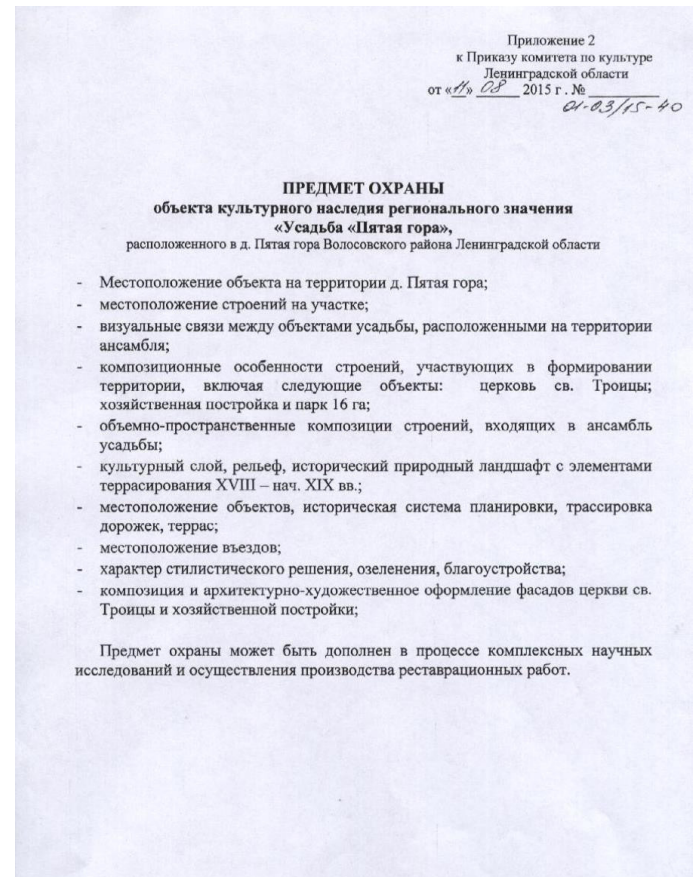 Приложение 2
к Приказу комитета по культуре
Ленинградской области
от «11» 08 2015 г . № 
01-03/15-40
ПРЕДМЕТ ОХРАНЫ
объекта культурного наследия регионального значения
«Усадьба «Пятая гора»,
расположенного в д. Пятая гора Волосовского района Ленинградской области
- Местоположение объекта на территории д. Пятая гора;
- местоположение строений на участке;
- визуальные связи между объектами усадьбы, расположенными на территории
ансамбля;
- композиционные особенности строений, участвующих в формировании
территории, включая следующие объекты: церковь св. Троицы;
хозяйственная постройка и парк 16 га;
- объемно-пространственные композиции строений, входящих в ансамбль
усадьбы;
- культурный слой, рельеф, исторический природный ландшафт с элементами
террасирования XVIII – нач. XIX вв.;
- местоположение объектов, историческая система планировки, трассировка
дорожек, террас;
- местоположение въездов;
- характер стилистического решения, озеленения, благоустройства;
- композиция и архитектурно-художественное оформление фасадов церкви св.
Троицы и хозяйственной постройки;
Предмет охраны может быть дополнен в процессе комплексных научных
исследований и осуществления производства реставрационных работ.